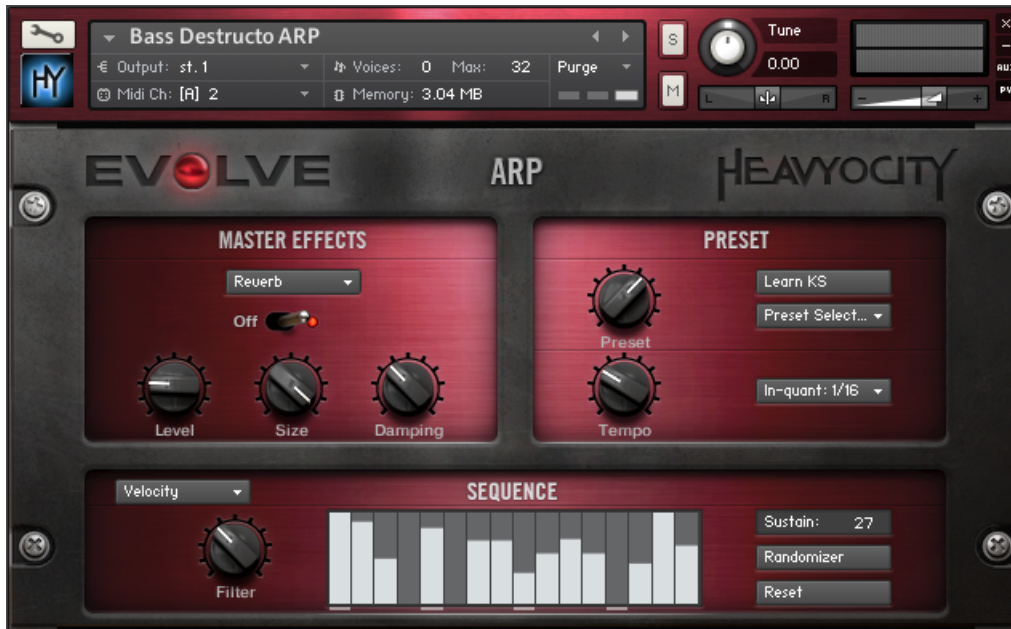 Bass Destructo ARP
Output: st.1
Voices: 0 Max: 32
Purge
Midi Ch: [A] 2
Memory: 3.04 MB
S
M
Tune
0.00
L
R
AUX
PV
HY
EVOLVE
ARP
HEAVYOCITY
MASTER EFFECTS
Reverb
Off
Level
Size
Damping
PRESET
Learn KS
Preset Select...
Preset
In-quant: 1/16
Tempo
Velocity
SEQUENCE
Filter
Sustain: 27
Randomizer
Reset